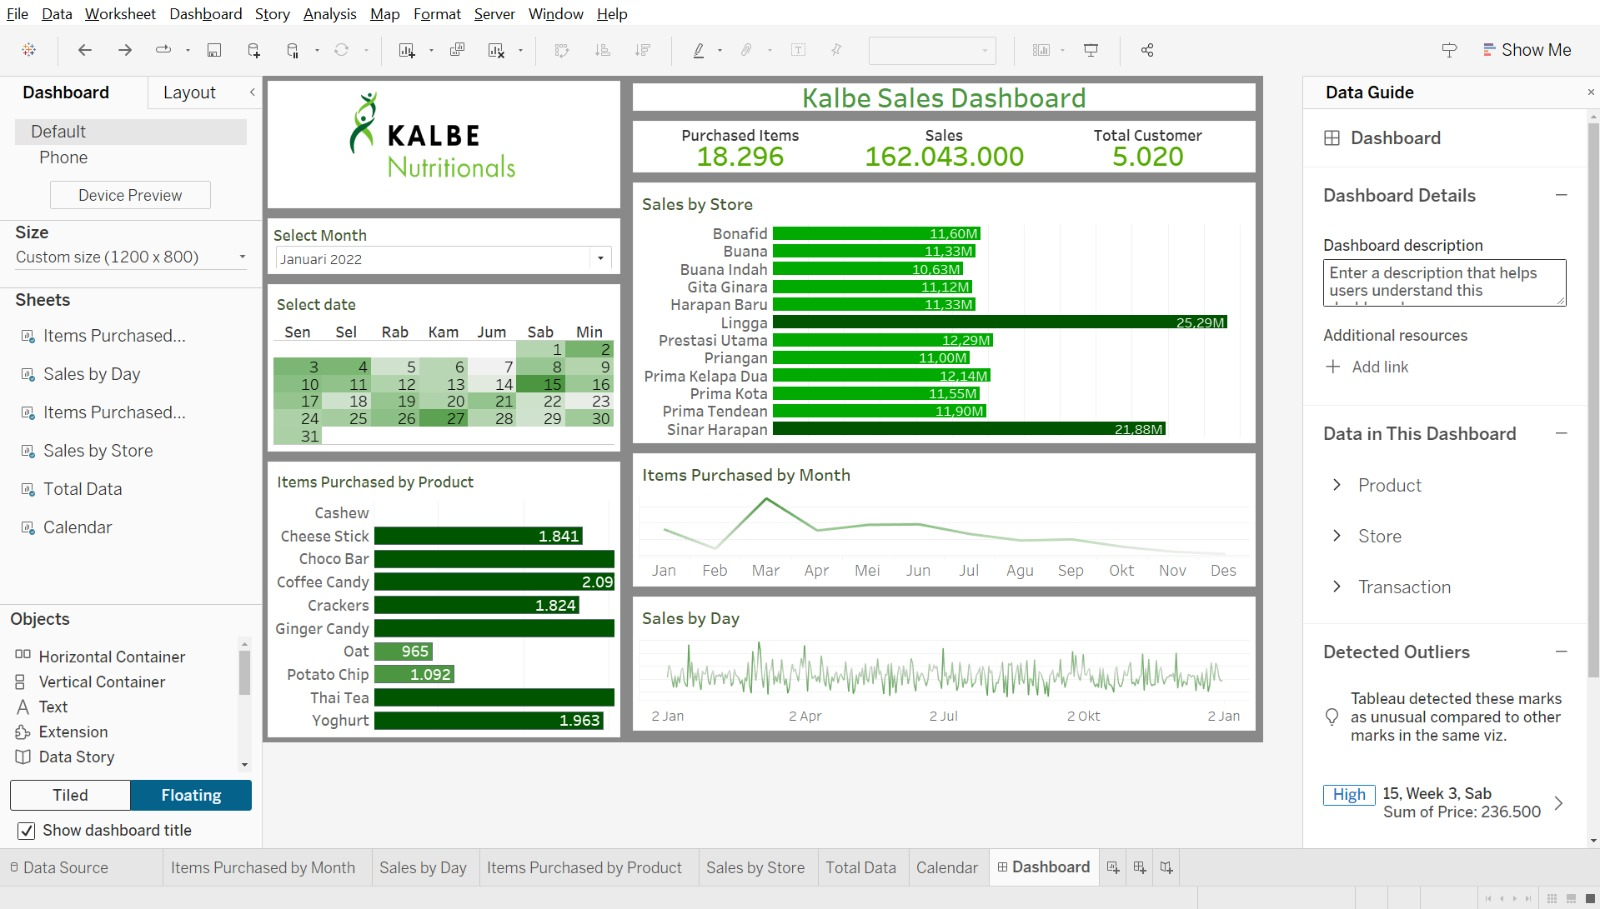 File Data Worksheet Dashboard Story Analysis Map Format Server Window Help
Show Me
Dashboard Layout
Default
Phone
Device Preview
Size
Custom size (1200 x 800)
Sheets
Items Purchased...
Sales by Day
Items Purchased...
Sales by Store
Total Data
Calendar
Objects
Horizontal Container
Vertical Container
Text
Extension
Data Story
Tiled Floating
Show dashboard title
KALBE
Nutritionals
Select Month
Januari 2022
Select date
Sen Sel Rab Kam Jum Sab Min
1 2
3 4 5 6 7 8 9
10 11 12 13 14 15 16
17 18 19 20 21 22 23
24 25 26 27 28 29 30
31
Items Purchased by Product
Cashew
Cheese Stick 1.841
Choco Bar
Coffee Candy 2.09
Crackers 1.824
Ginger Candy
Oat 965
Potato Chip 1.092
Thai Tea
Yoghurt 1.963
Kalbe Sales Dashboard
Purchased Items Sales Total Customer
18.296 162.043.000 5.020
Sales by Store
Bonafid 11,60M
Buana 11,33M
Buana Indah 10,63M
Gita Ginara 11,12M
Harapan Baru 11,33M
Lingga 25,29M
Prestasi Utama 12,29M
Priangan 11,00M
Prima Kelapa Dua 12,14M
Prima Kota 11,55M
Prima Tendean 11,90M
Sinar Harapan 21,88M
Items Purchased by Month
Jan Feb Mar Apr Mei Jun Jul Agu Sep Okt Nov Des
Sales by Day
2 Jan 2 Apr 2 Jul 2 Okt 2 Jan
Data Guide
Dashboard
Dashboard Details
Dashboard description
Enter a description that helps
users understand this
Additional resources
Add link
Data in This Dashboard
Product
Store
Transaction
Detected Outliers
Tableau detected these marks
as unusual compared to other
marks in the same viz.
High 15, Week 3, Sab
Sum of Price: 236.500
Data Source Items Purchased by Month Sales by Day Items Purchased by Product Sales by Store Total Data Calendar Dashboard